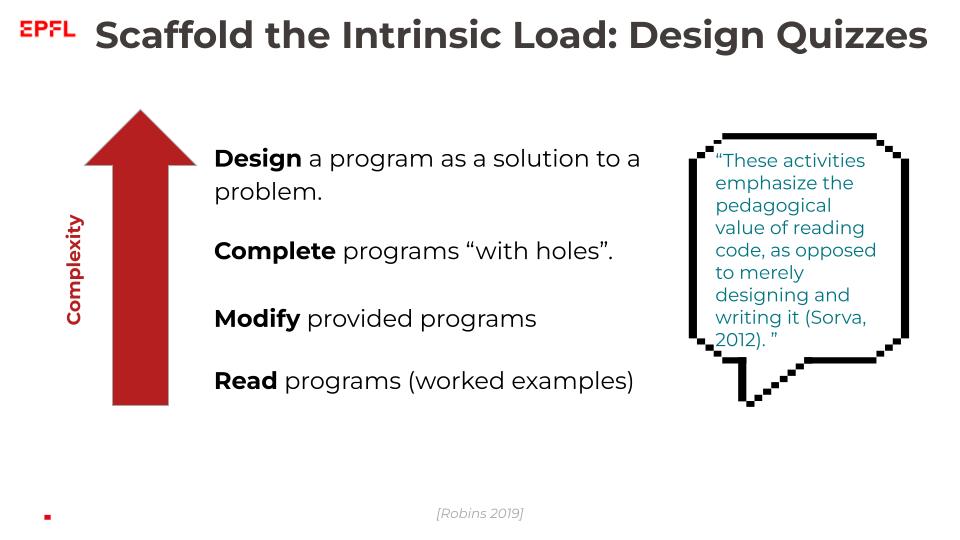 EPFL
Scaffold the Intrinsic Load: Design Quizzes
Complexity
Design a program as a solution to a
problem.
Complete programs “with holes”.
Modify provided programs
Read programs (worked examples)
“These activities
emphasize the
pedagogical
value of reading
code, as opposed
to merely
designing and
writing it (Sorva,
2012). ”
[Robins 2019]